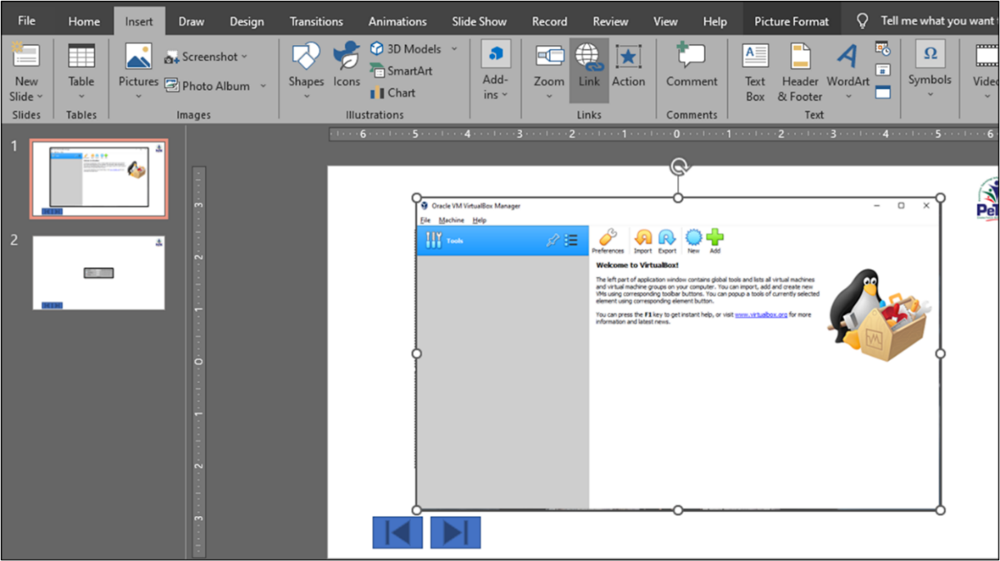 File Home Insert Draw Design Transitions Animations Slide Show Record Review View Help Picture Format Tell me what you want
New Slide
Table
Pictures
Screenshot
Photo Album
Shapes
Icons
3D Models
SmartArt
Chart
Add-
ins
Zoom
Link
Action
Comment
Text
Box
Header
& Footer
WordArt
Symbols
Slides Tables Images Illustrations Links Comments Text
6 5 4 3 2 1 0 1 2 3 4 5 6
1
2
3
2
1
0
1
2
3
Oracle VM VirtualBox Manager
File Machine Help
Tools
Preferences Import Export New Add
Welcome to VirtualBox!
The left part of application window contains global tools and lists all virtual machines
and virtual machine groups on your computer. You can import, add and create new
VMs using corresponding toolbar buttons. You can popup a tools of currently selected
element using corresponding element button.
You can press the F1 key to get instant help, or visit www.virtualbox.org for more
information and latest news.